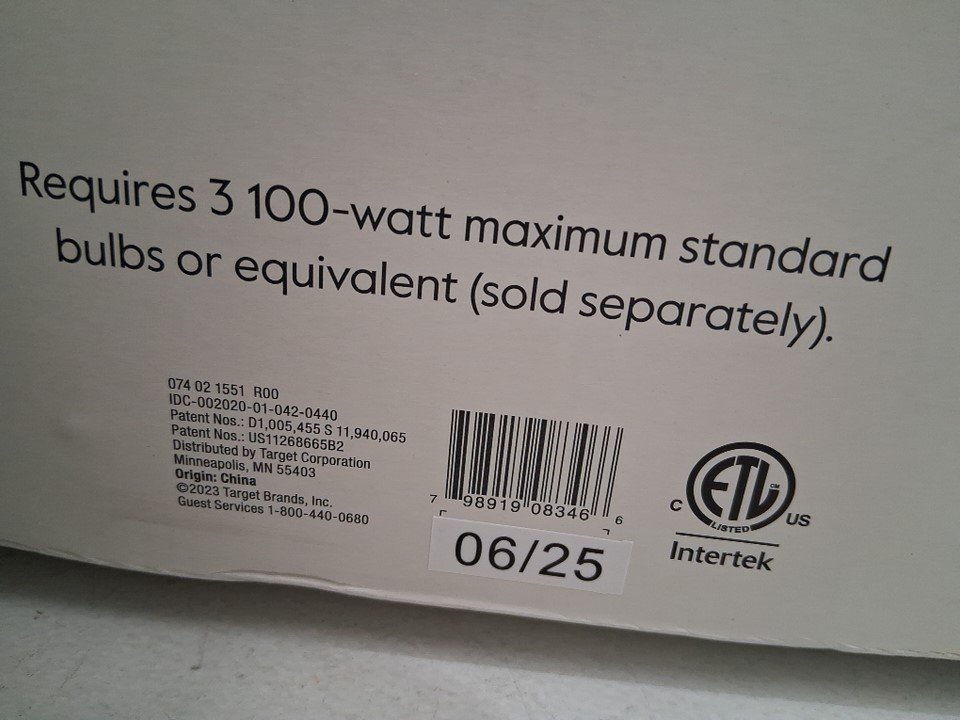 Requires 3 100-watt maximum standard
bulbs or equivalent (sold separately).
074 02 1551 R00
IDC-002020-01-042-0440
Patent Nos.: D1,005,455 S 11,940,065
Patent Nos.: US11268665B2
Distributed by Target Corporation
Minneapolis, MN 55403
Origin: China
©2023 Target Brands, Inc.
Guest Services 1-800-440-0680
7 98919 08346 6
06/25
ETL CM
LISTED
C US
Intertek